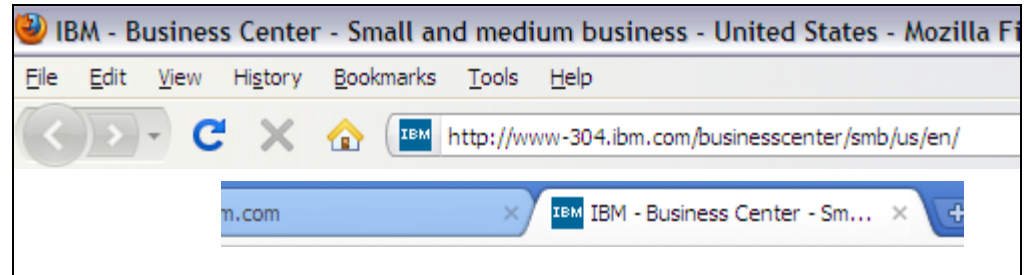 IBM - Business Center - Small and medium business - United States - Mozilla Fi
File Edit View History Bookmarks Tools Help
IBM http://www-304.ibm.com/businesscenter/smb/us/en/
m.com IBM IBM - Business Center - Sm...